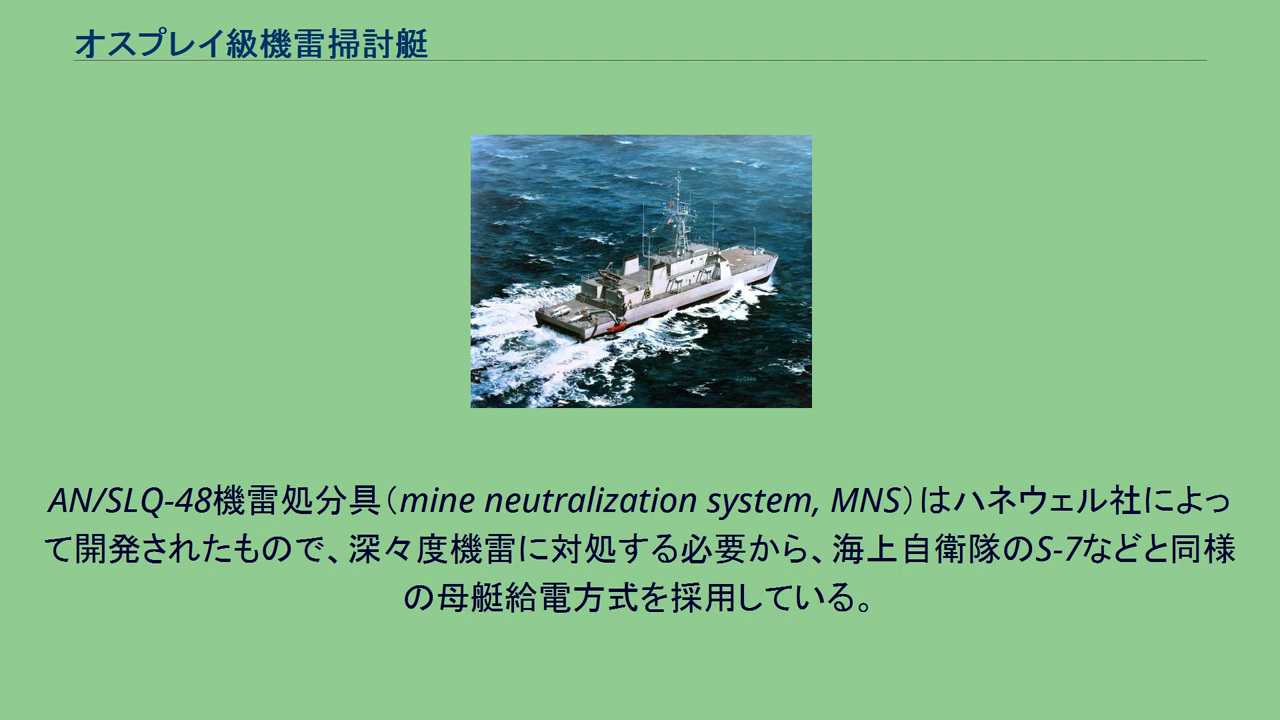 オスプレイ級機雷掃討艇
AN/SLQ-48機雷処分具（mine neutralization system, MNS）はハネウェル社によっ
て開発されたもので、深々度機雷に対処する必要から、海上自衛隊のS-7などと同様
の母艇給電方式を採用している。